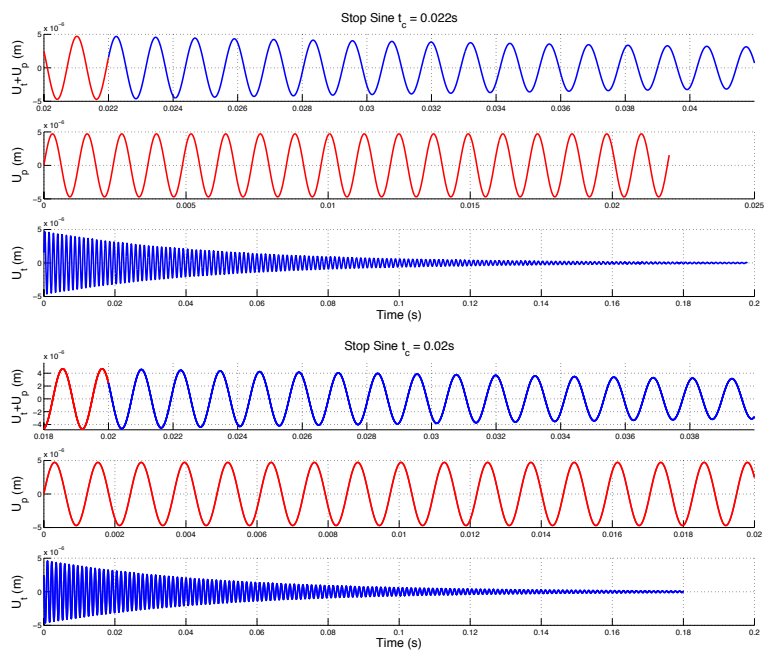 Stop Sine t_c = 0.022s
x 10^-6
U_t+U_p (m)
5
0
−5
0.02 0.022 0.024 0.026 0.028 0.03 0.032 0.034 0.036 0.038 0.04
x 10^-6
U_p (m)
5
0
−5
0 0.005 0.01 0.015 0.02 0.025
x 10^-6
U_t (m)
5
0
−5
0 0.02 0.04 0.06 0.08 0.1 0.12 0.14 0.16 0.18 0.2
Time (s)
Stop Sine t_c = 0.02s
x 10^-6
U_t+U_p (m)
4
2
0
−2
−4
0.018 0.02 0.022 0.024 0.026 0.028 0.03 0.032 0.034 0.036 0.038
x 10^-6
U_p (m)
5
0
−5
0 0.002 0.004 0.006 0.008 0.01 0.012 0.014 0.016 0.018 0.02
x 10^-6
U_t (m)
5
0
−5
0 0.02 0.04 0.06 0.08 0.1 0.12 0.14 0.16 0.18 0.2
Time (s)